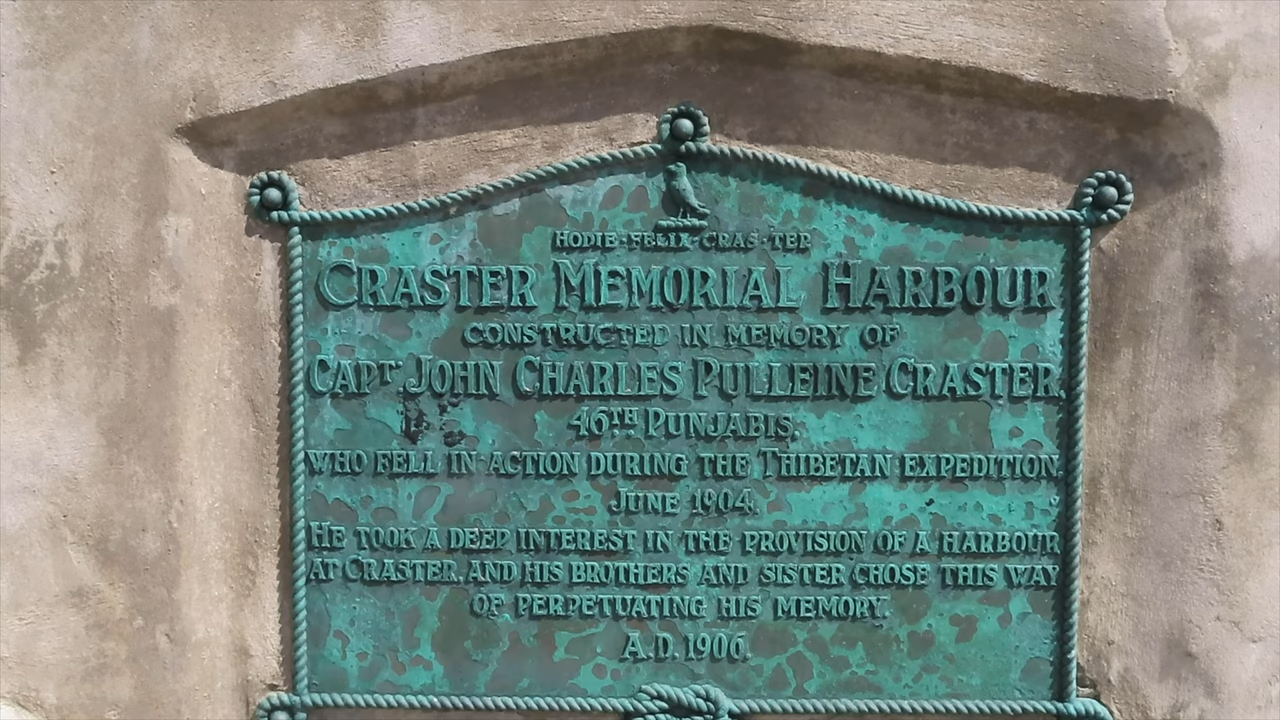 HODIE·FELIX·CRAS·TER
CRASTER MEMORIAL HARBOUR
CONSTRUCTED IN MEMORY OF
CAPT. JOHN CHARLES PULLEINE CRASTER,
46TH PUNJABIS,
WHO FELL IN ACTION DURING THE THIBETAN EXPEDITION,
JUNE 1904.
HE TOOK A DEEP INTEREST IN THE PROVISION OF A HARBOUR
AT CRASTER, AND HIS BROTHERS AND SISTER CHOSE THIS WAY
OF PERPETUATING HIS MEMORY.
A.D. 1906.